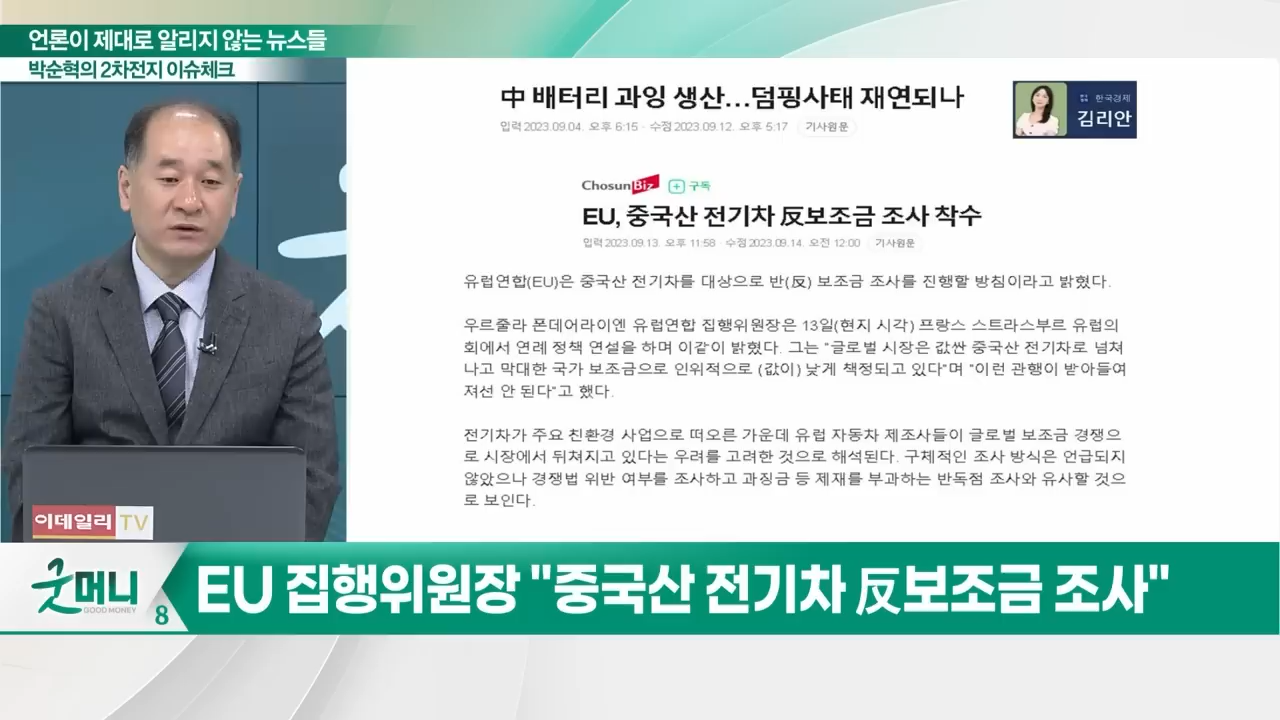 언론이 제대로 알리지 않는 뉴스들
박순혁의 2차전지 이슈체크
中 배터리 과잉 생산...덤핑사태 재연되나
입력 2023.09.04. 오후 6:15 · 수정 2023.09.12. 오후 5:17 기사원문
한국경제
김리안
ChosunBiz + 구독
EU, 중국산 전기차 反보조금 조사 착수
입력 2023.09.13. 오후 11:58 · 수정 2023.09.14. 오전 12:00 기사원문
유럽연합(EU)은 중국산 전기차를 대상으로 반(反) 보조금 조사를 진행할 방침이라고 밝혔다.
우르줄라 폰데어라이엔 유럽연합 집행위원장은 13일(현지 시각) 프랑스 스트라스부르 유럽의
회에서 연례 정책 연설을 하며 이같이 밝혔다. 그는 "글로벌 시장은 값싼 중국산 전기차로 넘쳐
나고 막대한 국가 보조금으로 인위적으로 (값이) 낮게 책정되고 있다"며 "이런 관행이 받아들여
져선 안 된다"고 했다.
전기차가 주요 친환경 사업으로 떠오른 가운데 유럽 자동차 제조사들이 글로벌 보조금 경쟁으
로 시장에서 뒤쳐지고 있다는 우려를 고려한 것으로 해석된다. 구체적인 조사 방식은 언급되지
않았으나 경쟁법 위반 여부를 조사하고 과징금 등 제재를 부과하는 반독점 조사와 유사할 것으
로 보인다.
이데일리 TV
굿머니
GOOD MONEY
8
EU 집행위원장 "중국산 전기차 反보조금 조사"